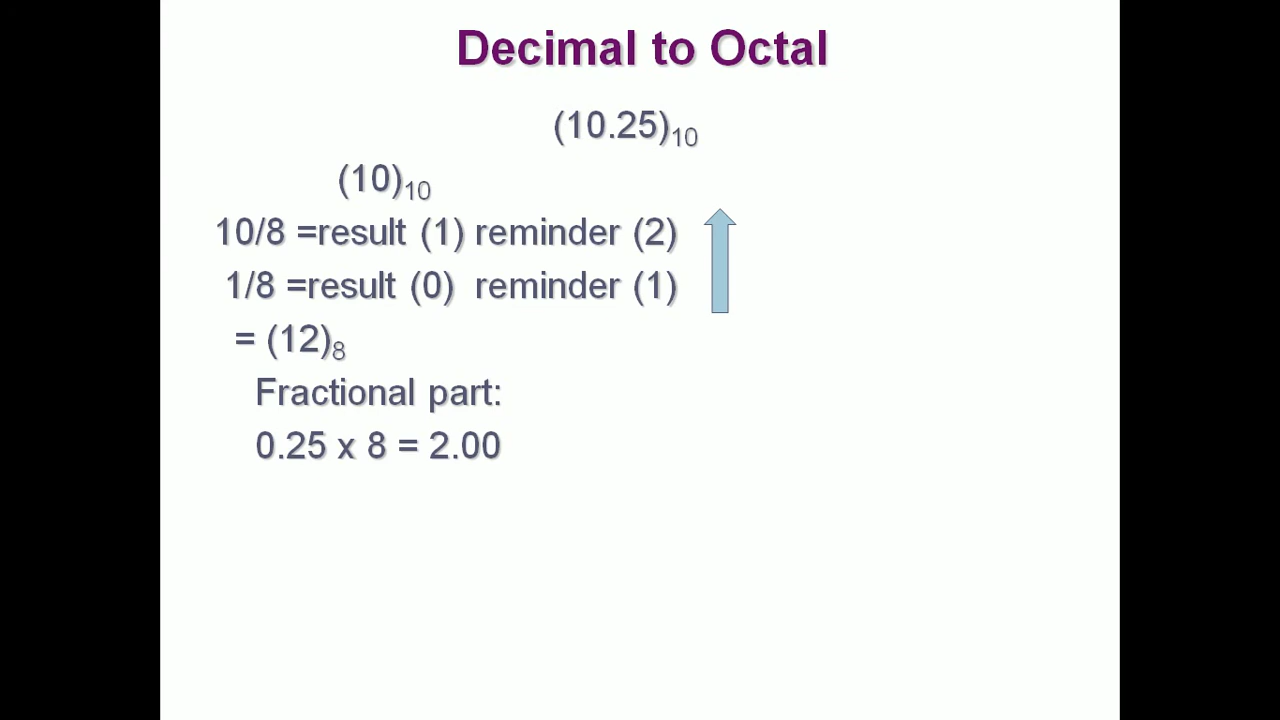 Decimal to Octal
(10.25)₁₀
(10)₁₀
10/8 =result (1) reminder (2)
1/8 =result (0) reminder (1)
= (12)₈
Fractional part:
0.25 x 8 = 2.00